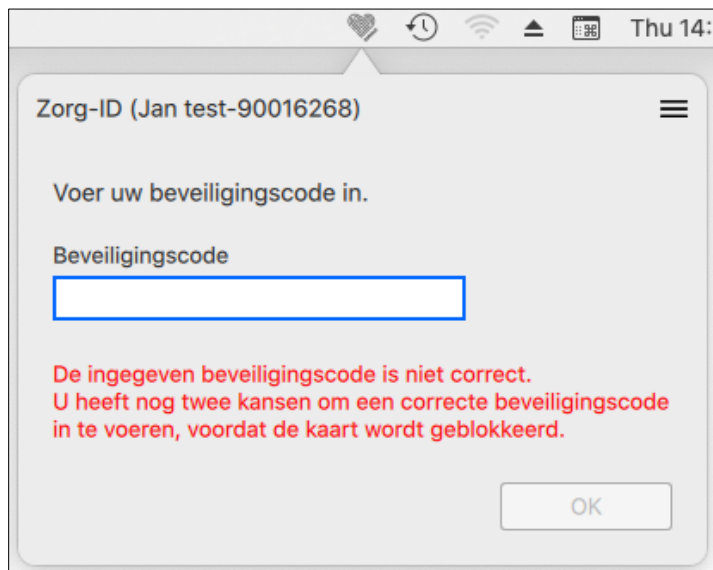 Thu 14:
Zorg-ID (Jan test-90016268)
Voer uw beveiligingscode in.
Beveiligingscode
De ingegeven beveiligingscode is niet correct.
U heeft nog twee kansen om een correcte beveiligingscode
in te voeren, voordat de kaart wordt geblokkeerd.
OK